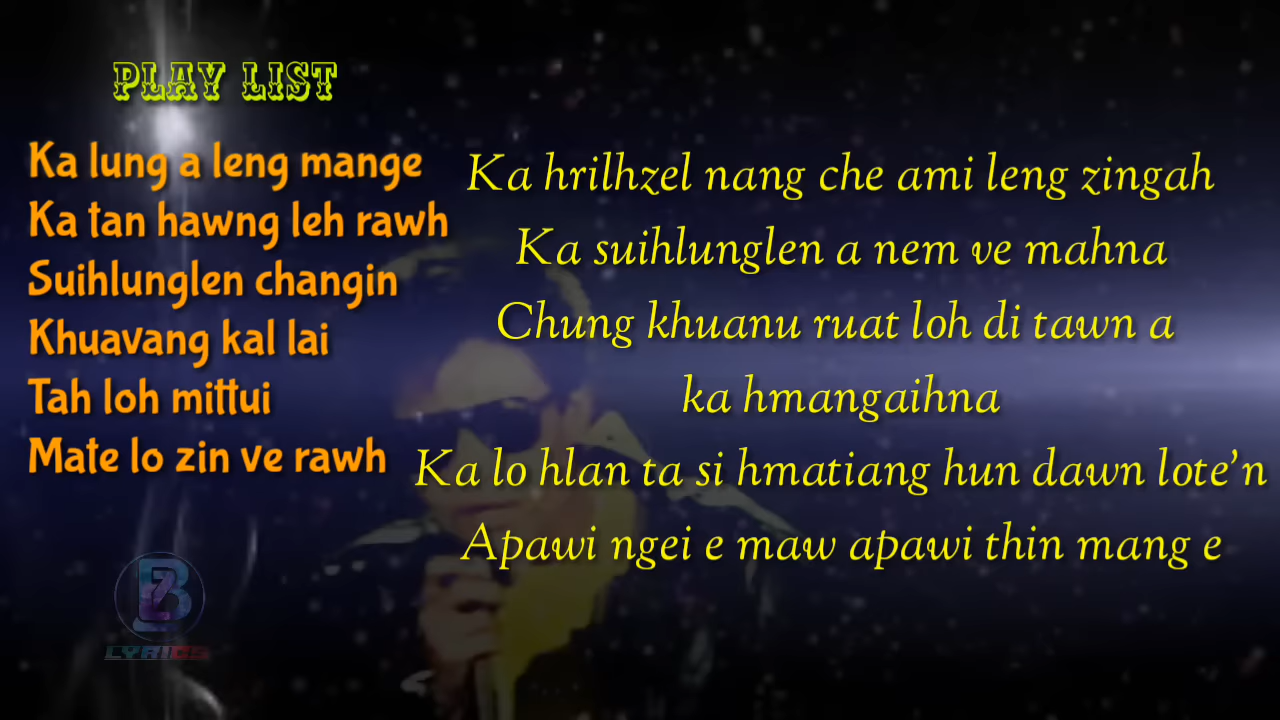 PLAY LIST
Ka lung a leng mange
Ka tan hawng leh rawh
Suihlunglen changin
Khuavang kal lai
Tah loh mittui
Mate lo zin ve rawh
Ka hrilhzel nang che ami leng zingah
Ka suihlunglen a nem ve mahna
Chung khuanu ruat loh di tawn a
ka hmangaihna
Ka lo hlan ta si hmatiang hun dawn lote'n
Apawi ngei e maw apawi thin mang e
BZ
LYRICS